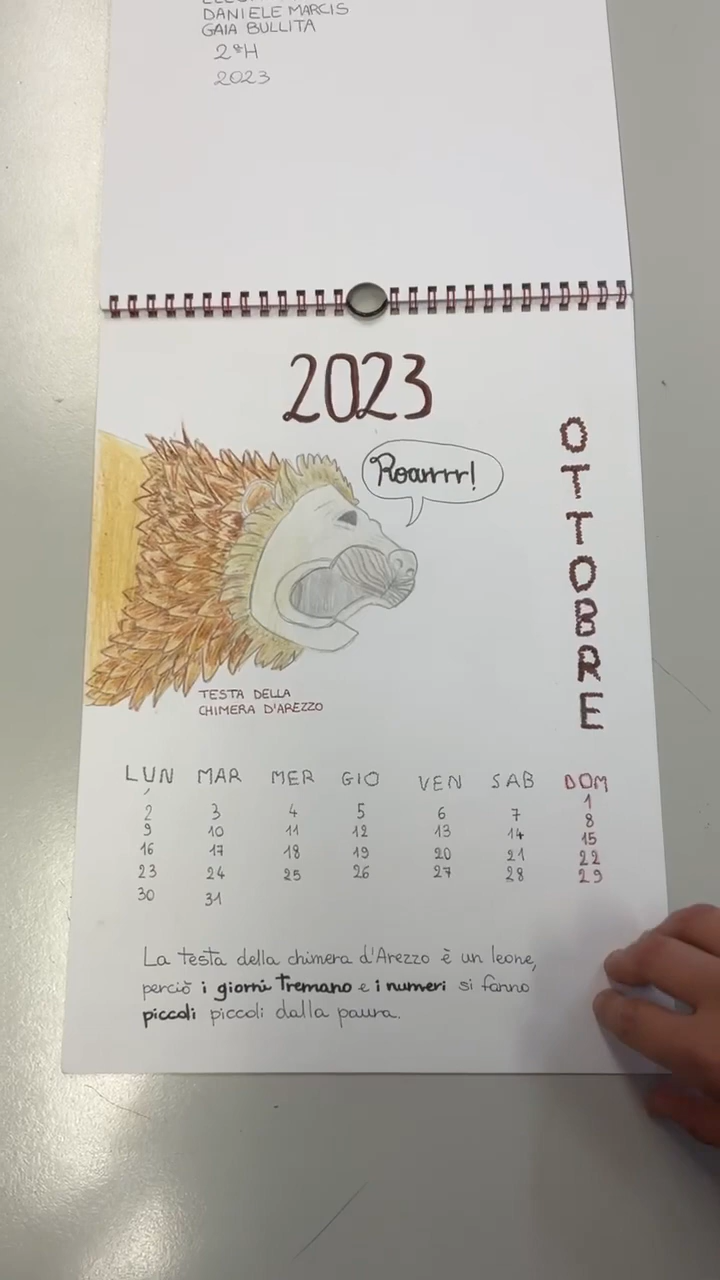 DANIELE MARCIS
GAIA BULLITA
2ªH
2023
2023
Roarrrr!
OTTOBRE
TESTA DELLA
CHIMERA D'AREZZO
LUN MAR MER GIO VEN SAB DOM
1
2 3 4 5 6 7 8
9 10 11 12 13 14 15
16 17 18 19 20 21 22
23 24 25 26 27 28 29
30 31
La testa della chimera d'Arezzo è un leone,
perciò i giorni tremano e i numeri si fanno
piccoli piccoli dalla paura.